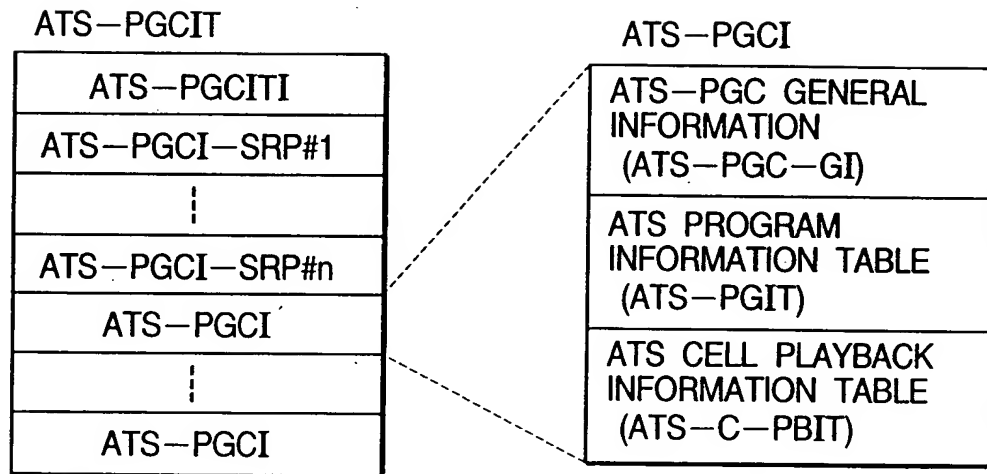 ATS-PGCIT
ATS-PGCITI
ATS-PGCI-SRP#1
ATS-PGCI-SRP#n
ATS-PGCI
ATS-PGCI
ATS-PGCI
ATS-PGC GENERAL
INFORMATION
(ATS-PGC-GI)
ATS PROGRAM
INFORMATION TABLE
(ATS-PGIT)
ATS CELL PLAYBACK
INFORMATION TABLE
(ATS-C-PBIT)